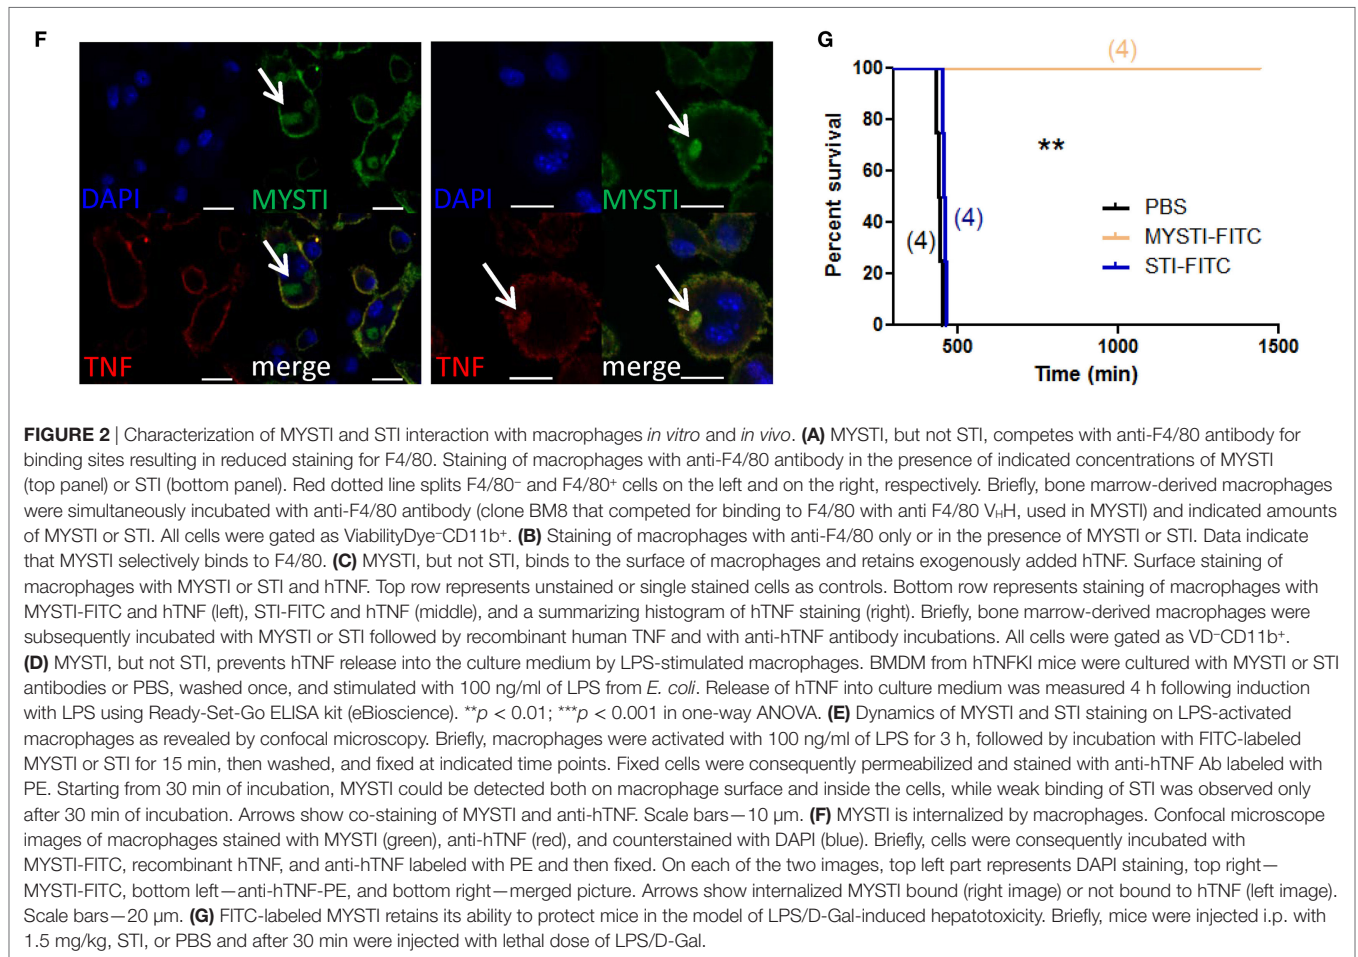 F
DAPI
MYSTI
TNF
merge
DAPI
MYSTI
TNF
merge
G
(4)
100
80
60
40
20
0
Percent survival
**
(4)
(4)
PBS
MYSTI-FITC
STI-FITC
500
1000
1500
Time (min)
FIGURE 2 | Characterization of MYSTI and STI interaction with macrophages in vitro and in vivo. (A) MYSTI, but not STI, competes with anti-F4/80 antibody for
binding sites resulting in reduced staining for F4/80. Staining of macrophages with anti-F4/80 antibody in the presence of indicated concentrations of MYSTI
(top panel) or STI (bottom panel). Red dotted line splits F4/80⁻ and F4/80⁺ cells on the left and on the right, respectively. Briefly, bone marrow-derived macrophages
were simultaneously incubated with anti-F4/80 antibody (clone BM8 that competed for binding to F4/80 with anti F4/80 VₕH, used in MYSTI) and indicated amounts
of MYSTI or STI. All cells were gated as ViabilityDye⁻CD11b⁺. (B) Staining of macrophages with anti-F4/80 only or in the presence of MYSTI or STI. Data indicate
that MYSTI selectively binds to F4/80. (C) MYSTI, but not STI, binds to the surface of macrophages and retains exogenously added hTNF. Surface staining of
macrophages with MYSTI or STI and hTNF. Top row represents unstained or single stained cells as controls. Bottom row represents staining of macrophages with
MYSTI-FITC and hTNF (left), STI-FITC and hTNF (middle), and a summarizing histogram of hTNF staining (right). Briefly, bone marrow-derived macrophages were
subsequently incubated with MYSTI or STI followed by recombinant human TNF and with anti-hTNF antibody incubations. All cells were gated as VD⁻CD11b⁺.
(D) MYSTI, but not STI, prevents hTNF release into the culture medium by LPS-stimulated macrophages. BMDM from hTNFKI mice were cultured with MYSTI or STI
antibodies or PBS, washed once, and stimulated with 100 ng/ml of LPS from E. coli. Release of hTNF into culture medium was measured 4 h following induction
with LPS using Ready-Set-Go ELISA kit (eBioscience). **p < 0.01; ***p < 0.001 in one-way ANOVA. (E) Dynamics of MYSTI and STI staining on LPS-activated
macrophages as revealed by confocal microscopy. Briefly, macrophages were activated with 100 ng/ml of LPS for 3 h, followed by incubation with FITC-labeled
MYSTI or STI for 15 min, then washed, and fixed at indicated time points. Fixed cells were consequently permeabilized and stained with anti-hTNF Ab labeled with
PE. Starting from 30 min of incubation, MYSTI could be detected both on macrophage surface and inside the cells, while weak binding of STI was observed only
after 30 min of incubation. Arrows show co-staining of MYSTI and anti-hTNF. Scale bars—10 µm. (F) MYSTI is internalized by macrophages. Confocal microscope
images of macrophages stained with MYSTI (green), anti-hTNF (red), and counterstained with DAPI (blue). Briefly, cells were consequently incubated with
MYSTI-FITC, recombinant hTNF, and anti-hTNF labeled with PE and then fixed. On each of the two images, top left part represents DAPI staining, top right—
MYSTI-FITC, bottom left—anti-hTNF-PE, and bottom right—merged picture. Arrows show internalized MYSTI bound (right image) or not bound to hTNF (left image).
Scale bars—20 µm. (G) FITC-labeled MYSTI retains its ability to protect mice in the model of LPS/D-Gal-induced hepatotoxicity. Briefly, mice were injected i.p. with
1.5 mg/kg, STI, or PBS and after 30 min were injected with lethal dose of LPS/D-Gal.